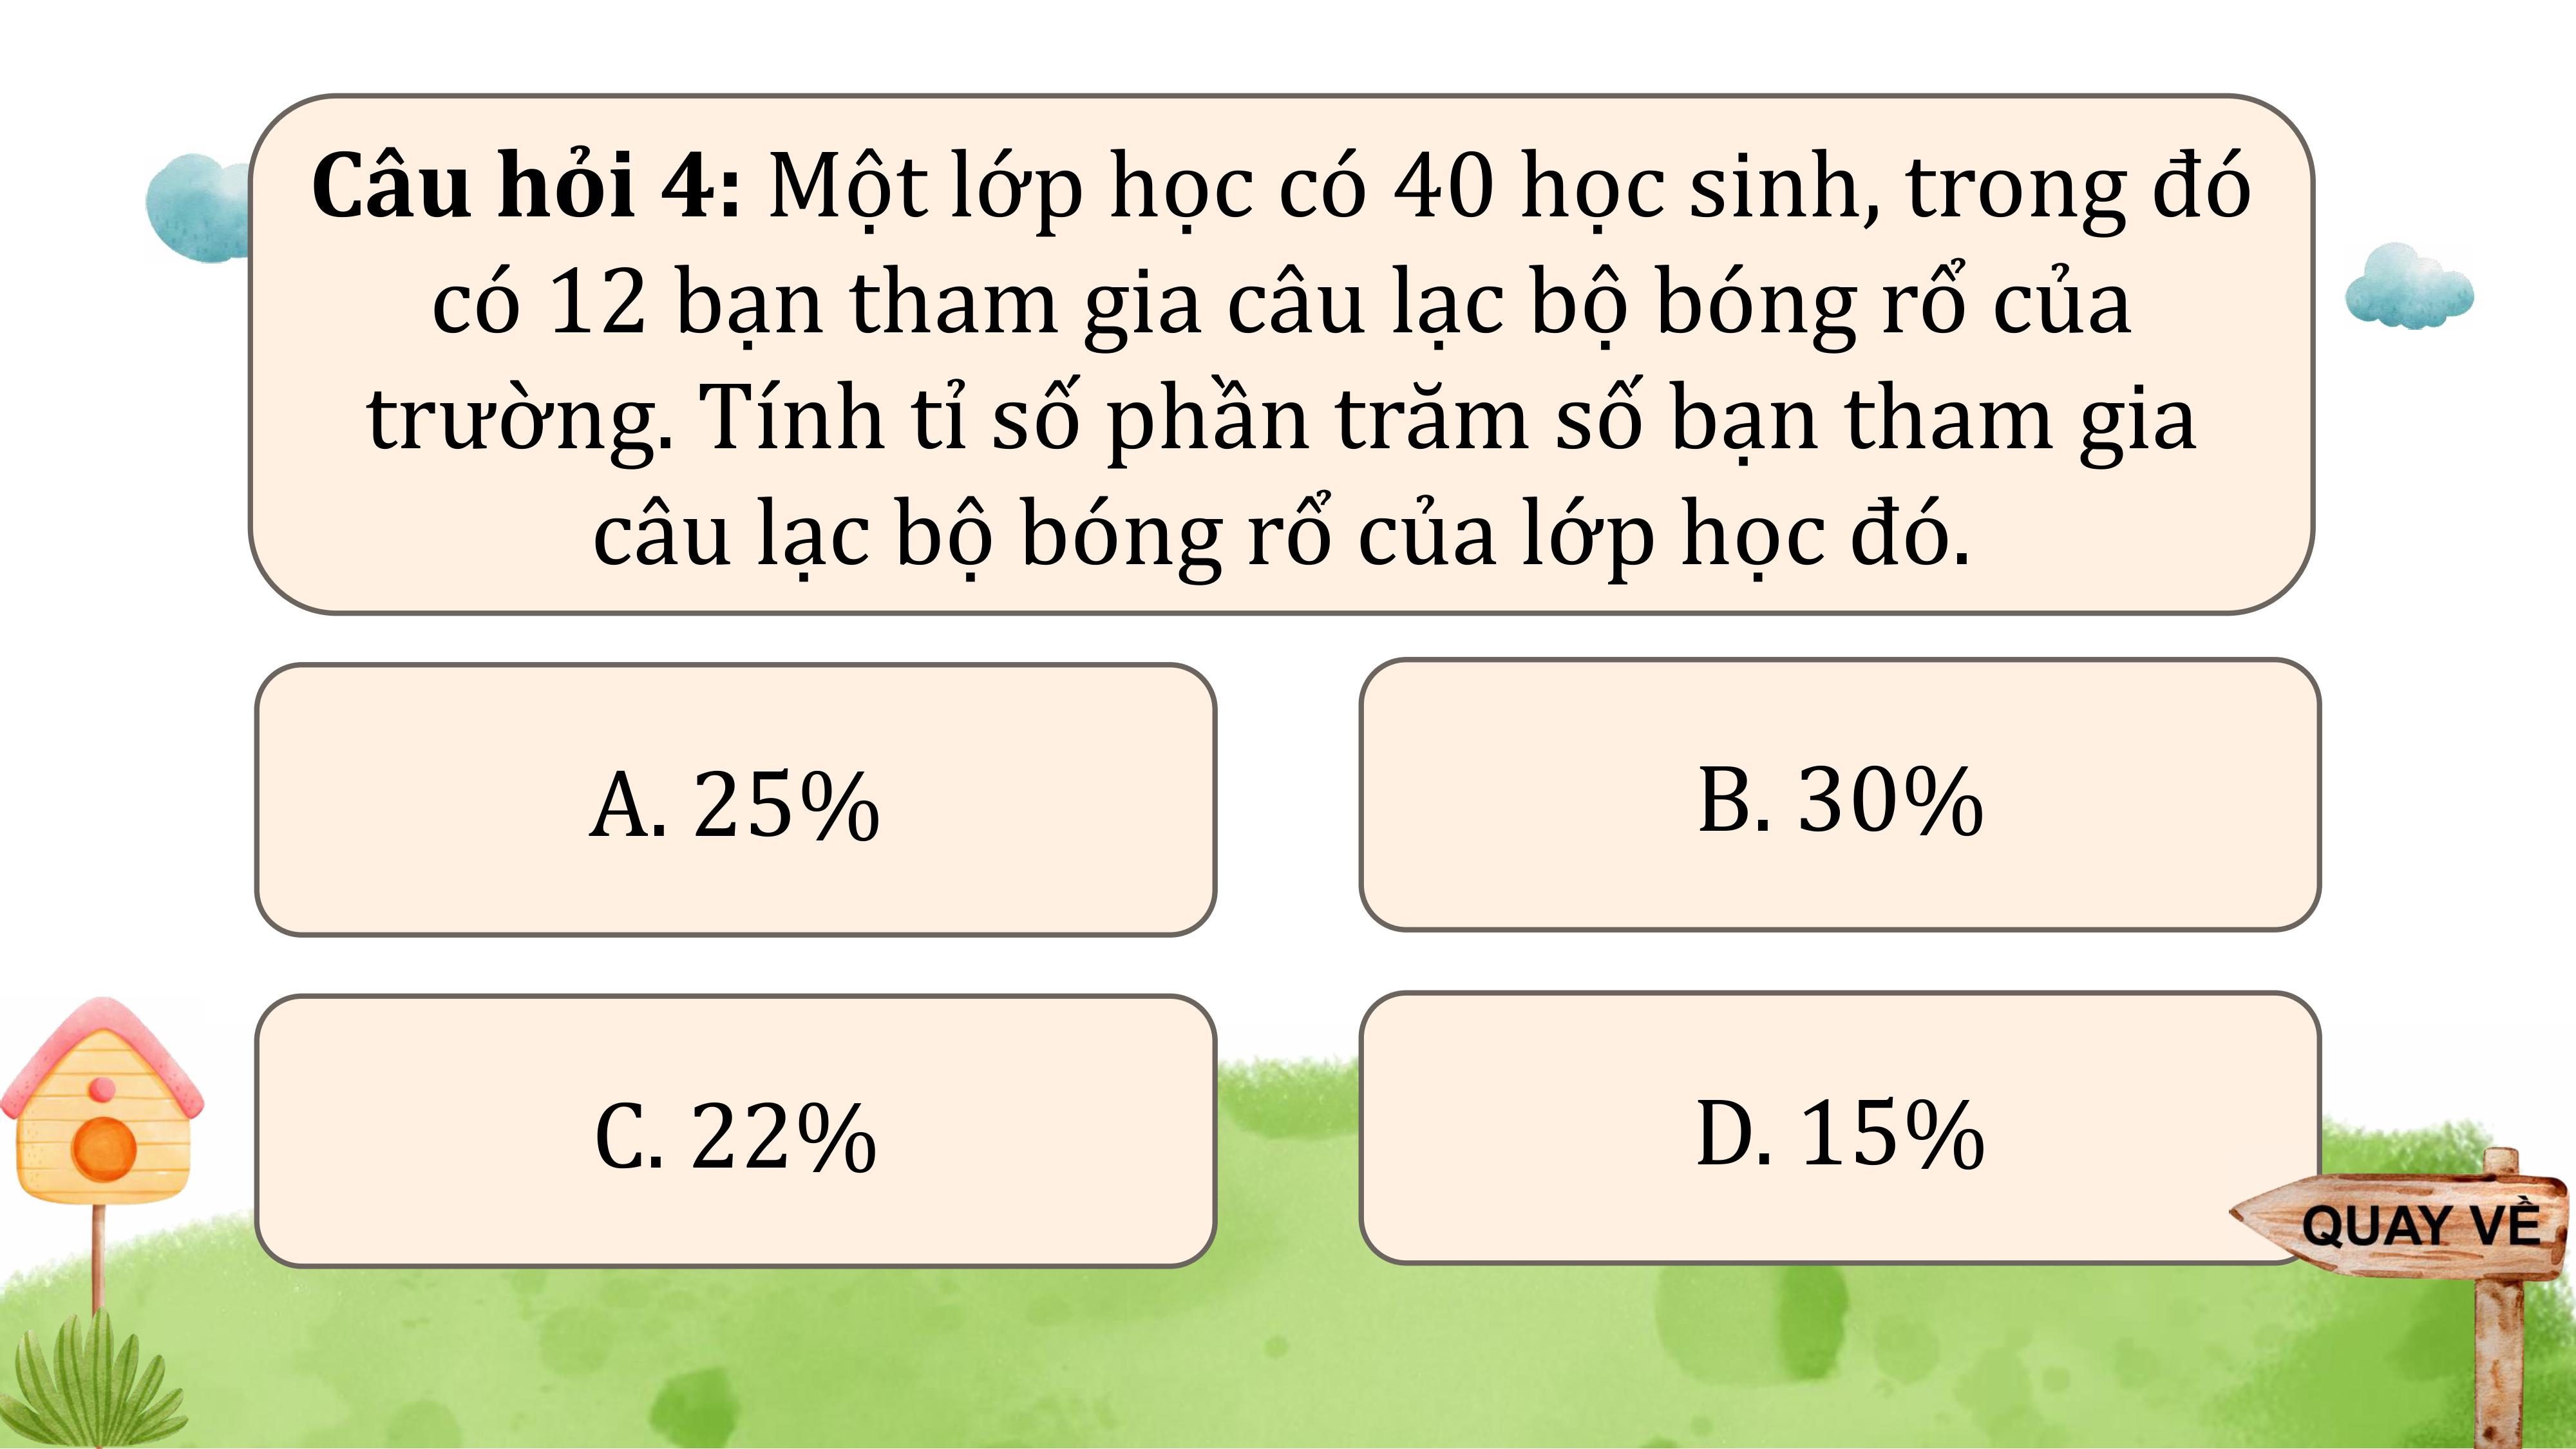 Câu hỏi 4: Một lớp học có 40 học sinh, trong đó
có 12 bạn tham gia câu lạc bộ bóng rổ của
trường. Tính tỉ số phần trăm số bạn tham gia
câu lạc bộ bóng rổ của lớp học đó.
A. 25%
B. 30%
C. 22%
D. 15%
QUAY VỀ